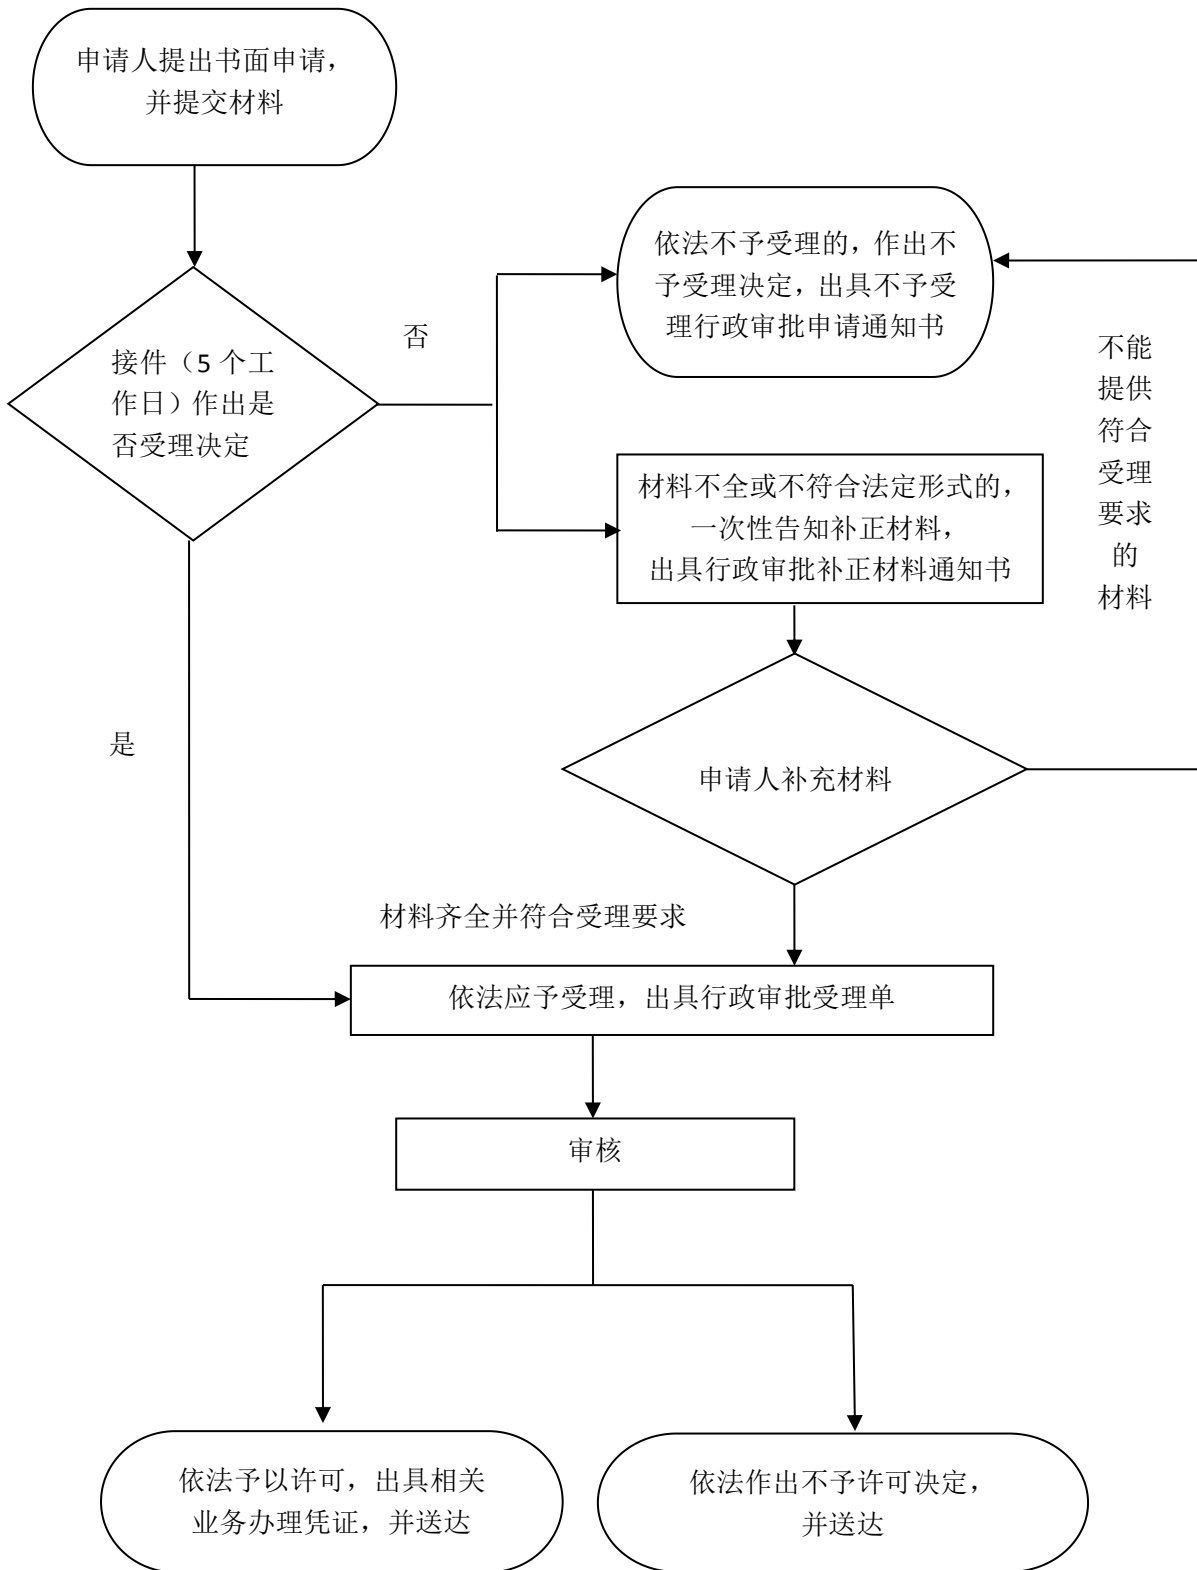 申请人提出书面申请，
并提交材料
依法不予受理的，作出不
予受理决定，出具不予受
理行政审批申请通知书
否
接件（5 个工
作日）作出是
否受理决定
不能
提供
符合
受理
要求
的
材料
材料不全或不符合法定形式的，
一次性告知补正材料，
出具行政审批补正材料通知书
是
申请人补充材料
材料齐全并符合受理要求
依法应予受理，出具行政审批受理单
审核
依法予以许可，出具相关
业务办理凭证，并送达
依法作出不予许可决定，
并送达